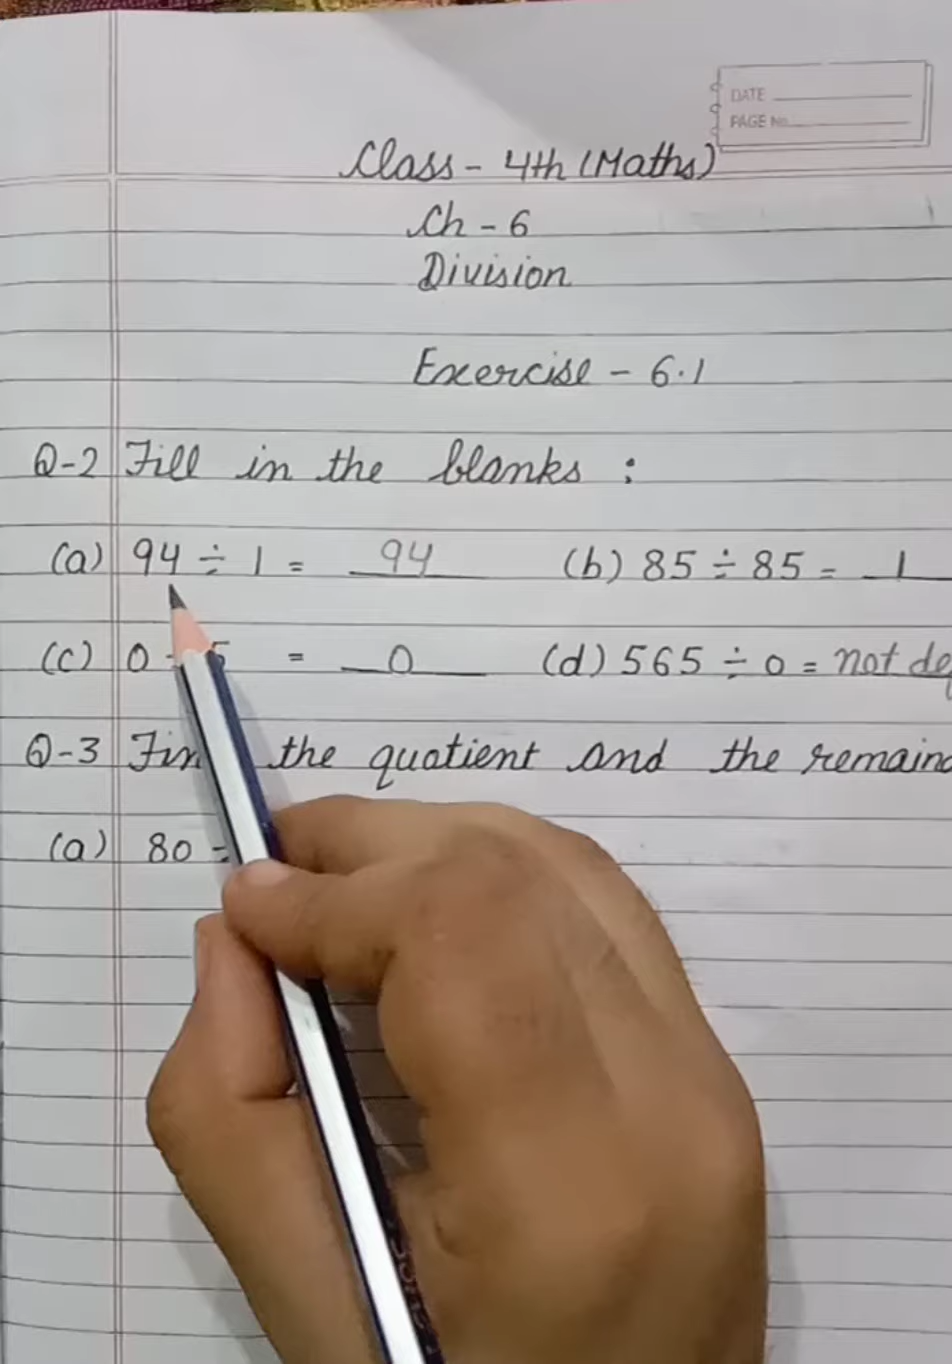 DATE
PAGE No.
Class - 4th (Maths)
Ch - 6
Division
Exercise - 6.1
Q-2 Fill in the blanks :
(a) 94 ÷ 1 = 94 (b) 85 ÷ 85 = 1
(c) 0 = 0 (d) 565 ÷ 0 = not
Q-3 the quotient and the
(a) 80